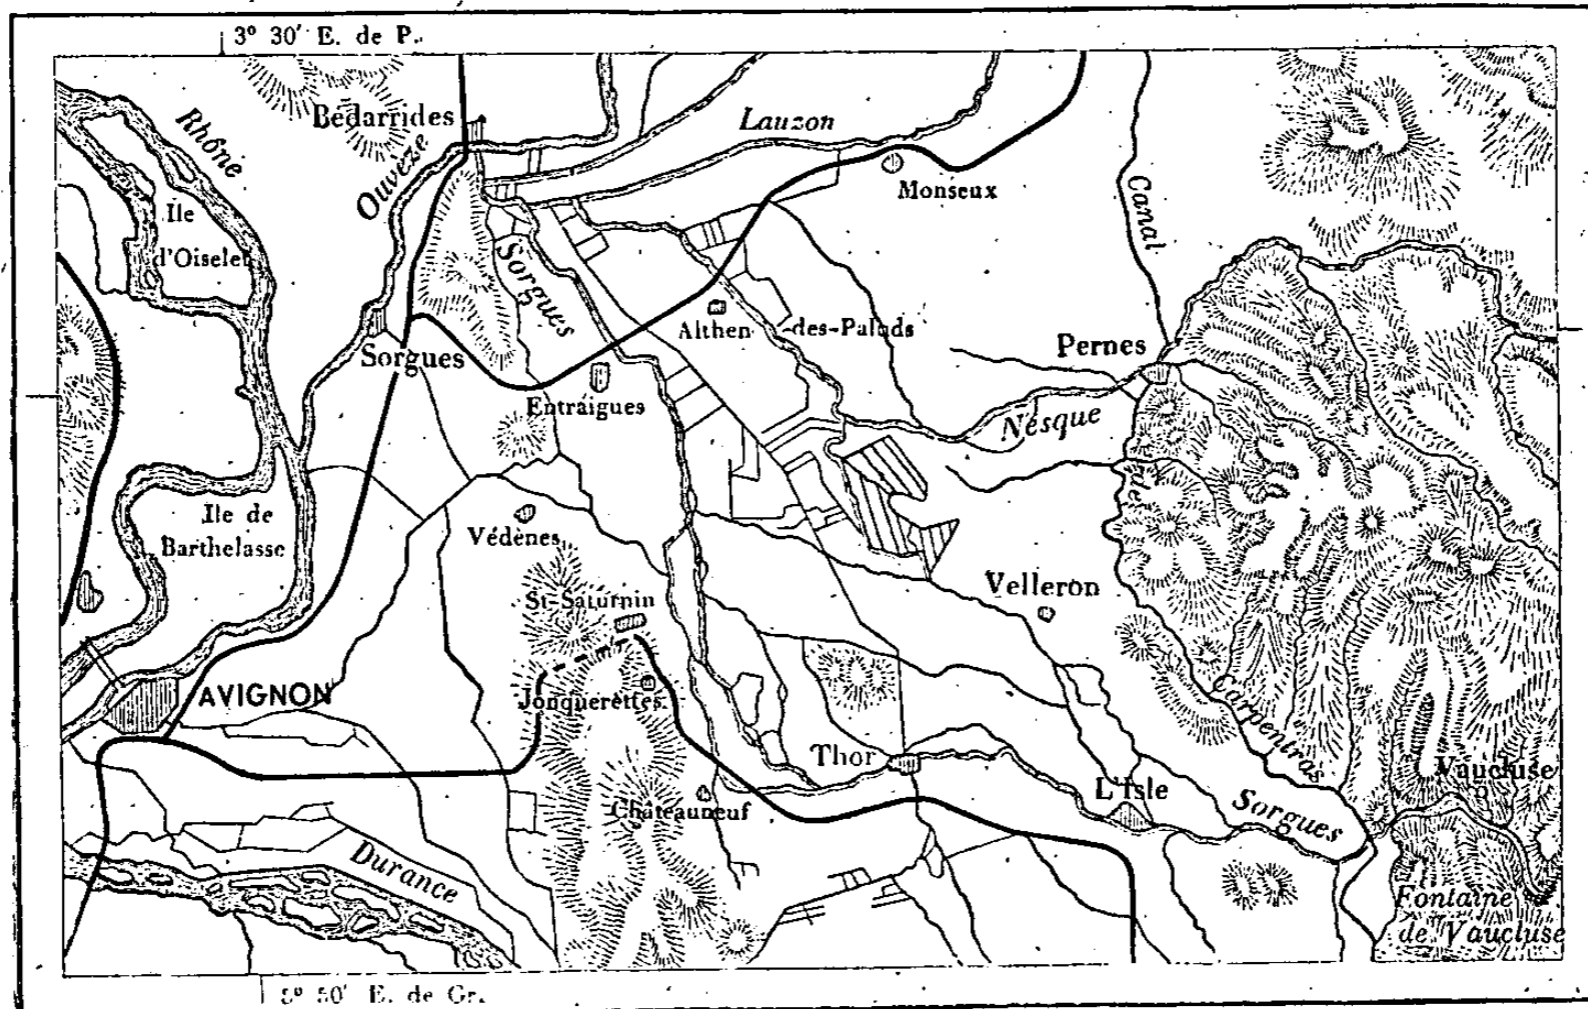 3° 30' E. de P.
Rhône
Bédarrides
Ouvèze
Lauzon
Monseux
Canal
Ile
d'Oiselet
Sorgues
Sorgues
Althen-des-Paluds
Pernes
Entraigues
Nesque
de
Ile de
Barthelasse
Védènes
Velleron
St-Saturnin
AVIGNON
Jonquerettes
Carpentras
Thor
L'Isle
Vaucluse
Sorgues
Châteauneuf
Durance
Fontaine
de Vaucluse
50' E. de Gr.